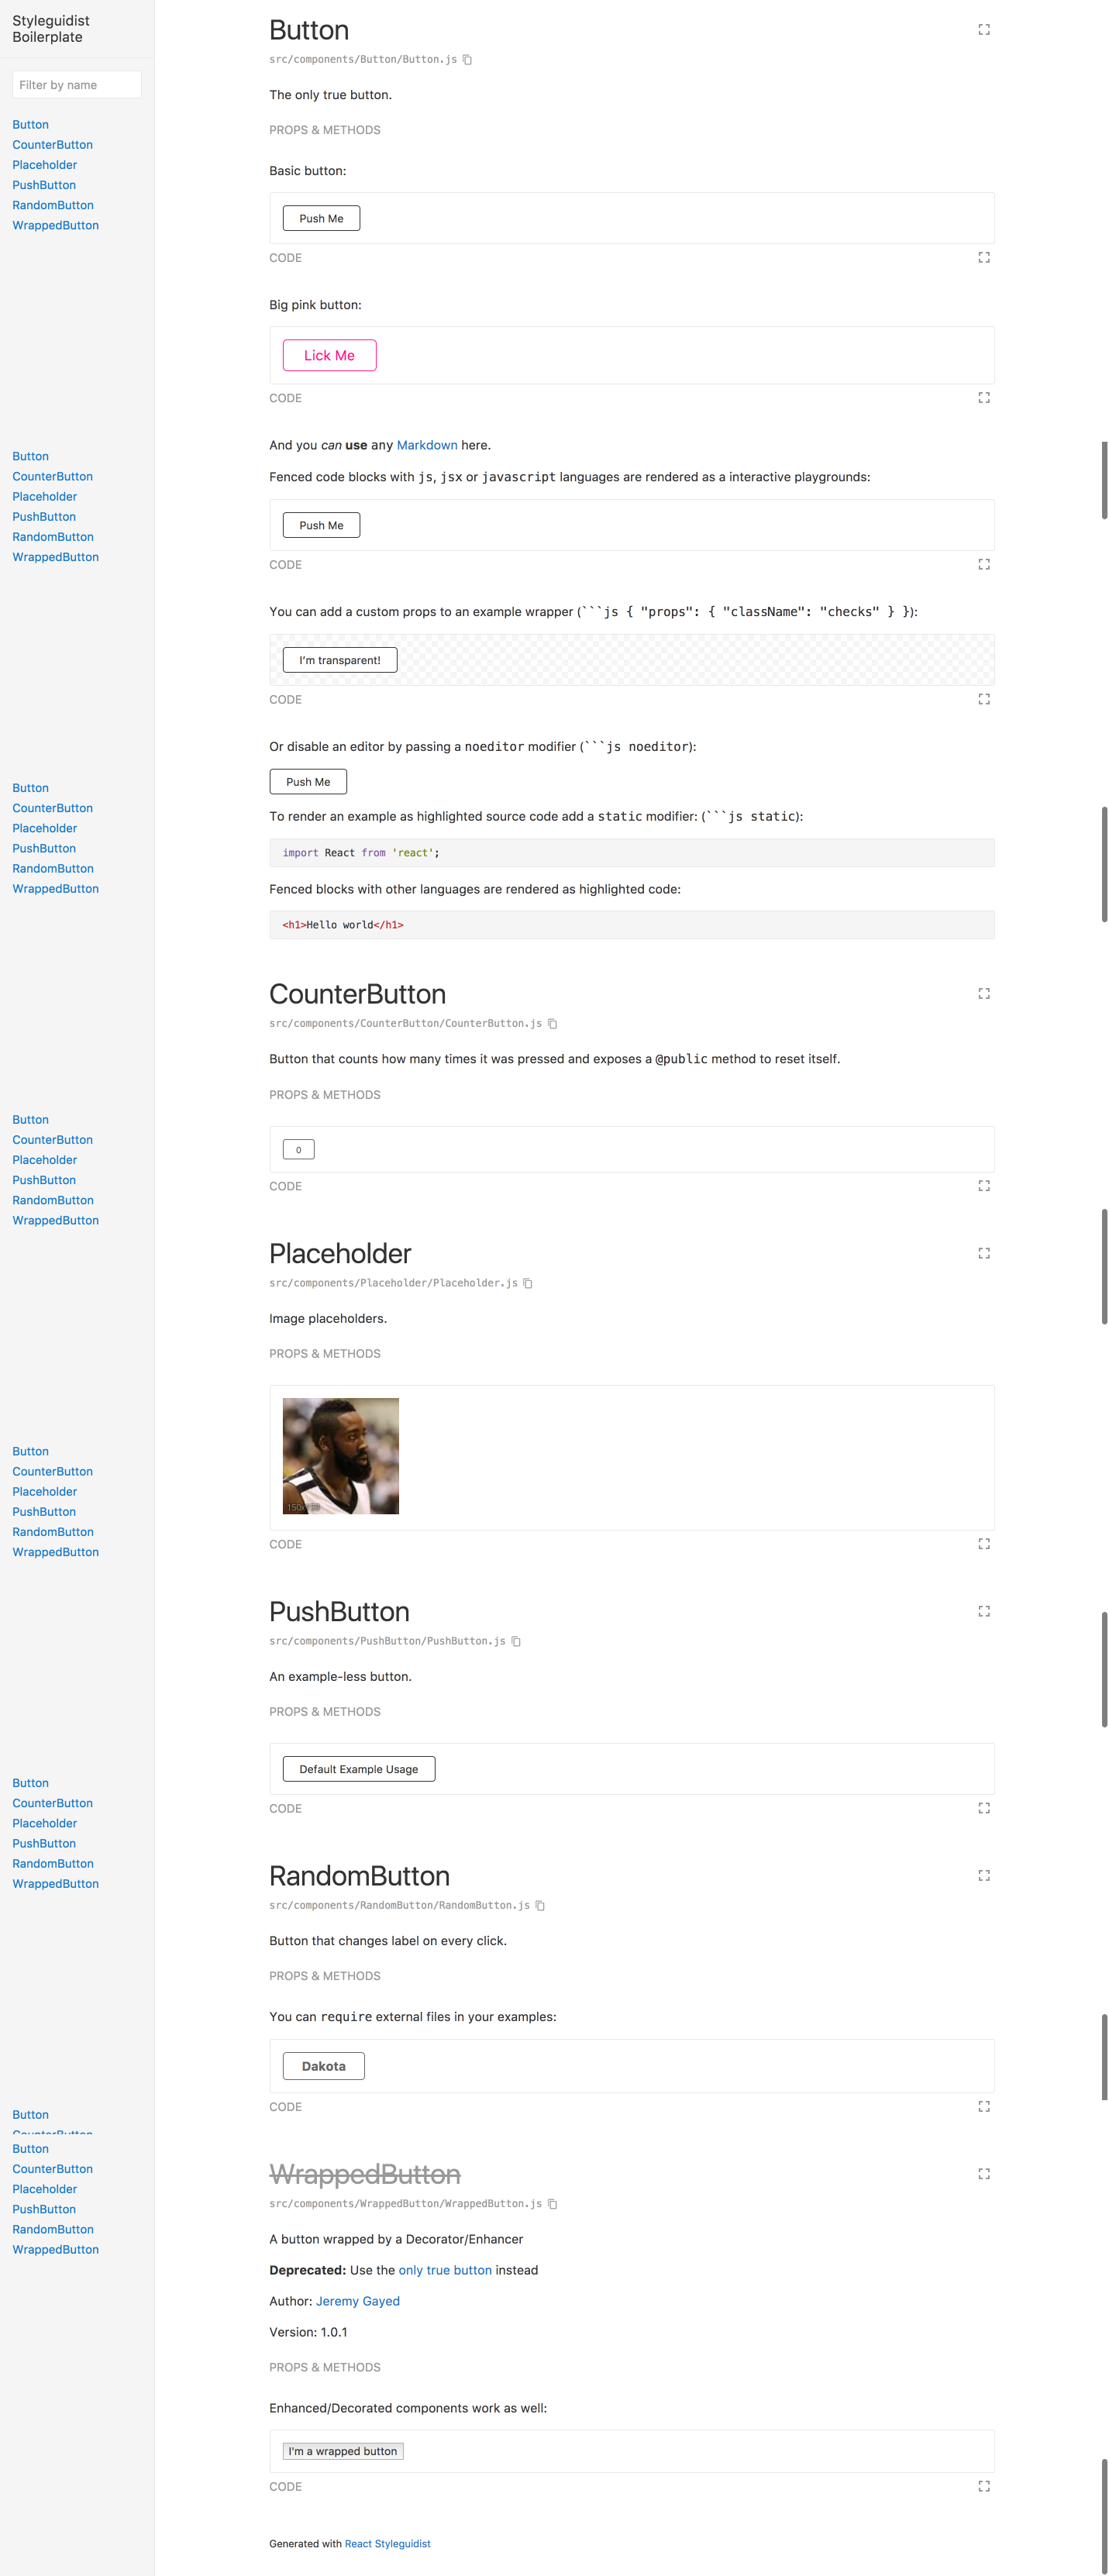 Styleguidist
Boilerplate
Filter by name
Button
CounterButton
Placeholder
PushButton
RandomButton
WrappedButton
Button
CounterButton
Placeholder
PushButton
RandomButton
WrappedButton
Button
CounterButton
Placeholder
PushButton
RandomButton
WrappedButton
Button
CounterButton
Placeholder
PushButton
RandomButton
WrappedButton
Button
CounterButton
Placeholder
PushButton
RandomButton
WrappedButton
Button
CounterButton
Placeholder
PushButton
RandomButton
WrappedButton
Button
CounterButton
Button
CounterButton
Placeholder
PushButton
RandomButton
WrappedButton
Button
src/components/Button/Button.js
The only true button.
PROPS & METHODS
Basic button:
Push Me
CODE
Big pink button:
Lick Me
CODE
And you can use any Markdown here.
Fenced code blocks with js, jsx or javascript languages are rendered as a interactive playgrounds:
Push Me
CODE
You can add a custom props to an example wrapper (```js { "props": { "className": "checks" } }):
I'm transparent!
CODE
Or disable an editor by passing a noeditor modifier (```js noeditor):
Push Me
To render an example as highlighted source code add a static modifier: (```js static):
import React from 'react';
Fenced blocks with other languages are rendered as highlighted code:
<h1>Hello world</h1>
CounterButton
src/components/CounterButton/CounterButton.js
Button that counts how many times it was pressed and exposes a @public method to reset itself.
PROPS & METHODS
0
CODE
Placeholder
src/components/Placeholder/Placeholder.js
Image placeholders.
PROPS & METHODS
CODE
PushButton
src/components/PushButton/PushButton.js
An example-less button.
PROPS & METHODS
Default Example Usage
CODE
RandomButton
src/components/RandomButton/RandomButton.js
Button that changes label on every click.
PROPS & METHODS
You can require external files in your examples:
Dakota
CODE
WrappedButton
src/components/WrappedButton/WrappedButton.js
A button wrapped by a Decorator/Enhancer
Deprecated: Use the only true button instead
Author: Jeremy Gayed
Version: 1.0.1
PROPS & METHODS
Enhanced/Decorated components work as well:
I'm a wrapped button
CODE
Generated with React Styleguidist